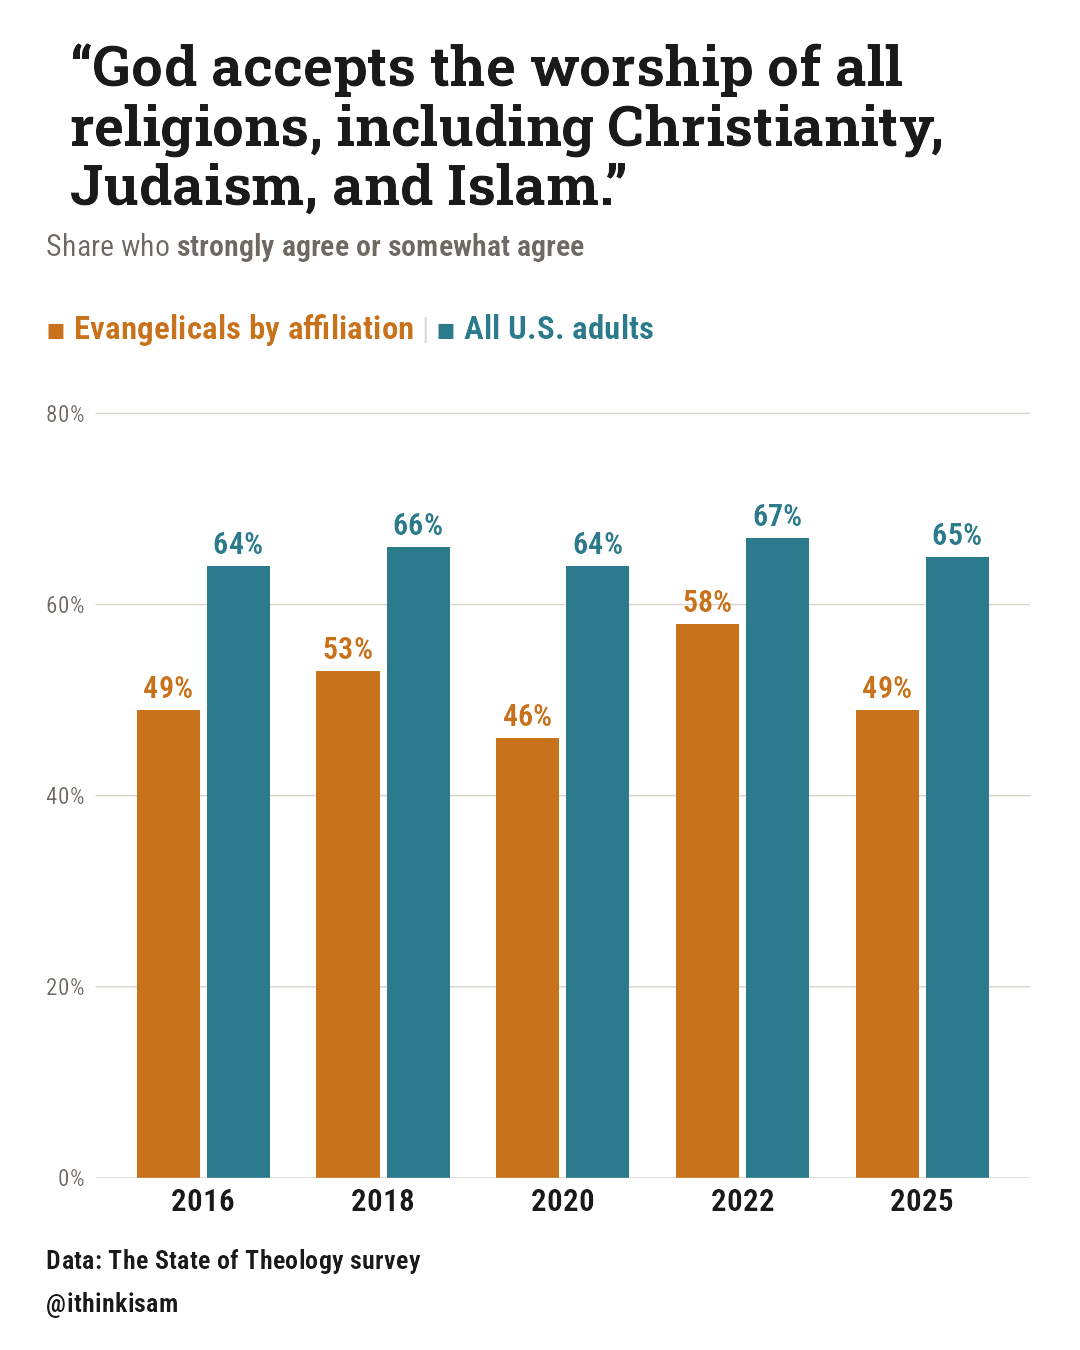 “God accepts the worship of all
religions, including Christianity,
Judaism, and Islam.”
Share who strongly agree or somewhat agree
■ Evangelicals by affiliation | ■ All U.S. adults
80%
60%
40%
20%
0%
49%
64%
53%
66%
46%
64%
58%
67%
49%
65%
2016
2018
2020
2022
2025
Data: The State of Theology survey
@ithinkisam